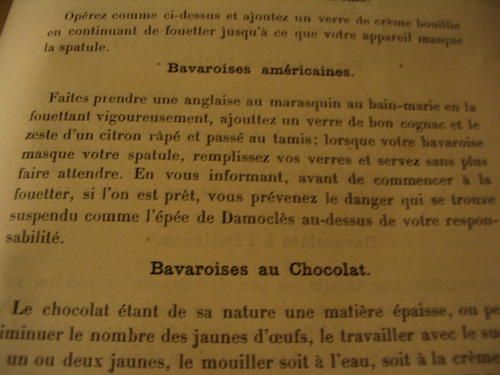 Opérez comme ci-dessus et ajoutez un verre de crème bouillie
en continuant de fouetter jusqu'à ce que votre appareil masque
la spatule.
Bavaroises américaines.
Faites prendre une anglaise au marasquin au bain-marie en la
fouettant vigoureusement, ajouttez un verre de bon cognac et le
zeste d'un citron râpé et passé au tamis; lorsque votre bavaroise
masque votre spatule, remplissez vos verres et servez sans plus
faire attendre. En vous informant, avant de commencer à la
fouetter, si l'on est prêt, vous prévenez le danger qui se trouve
suspendu comme l'épée de Damoclès au-dessus de votre respon-
sabilité.
Bavaroises au Chocolat.
Le chocolat étant de sa nature une matière épaisse, ou pe
iminuer le nombre des jaunes d'œufs, le travailler avec le su
un ou deux jaunes, le mouiller soit à l'eau, soit à la crème